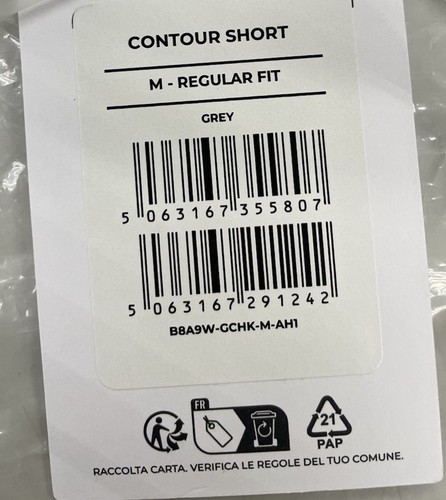 CONTOUR SHORT
M - REGULAR FIT
GREY
5 063167 355807
5 063167 291242
B8A9W-GCHK-M-AH1
FR
21
PAP
RACCOLTA CARTA. VERIFICA LE REGOLE DEL TUO COMUNE.